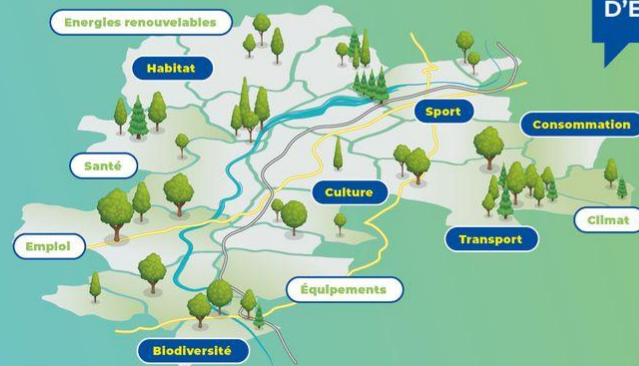 D'E
Energies renouvelables
Habitat
Sport
Consommation
Santé
Culture
Climat
Emploi
Transport
Équipements
Biodiversité